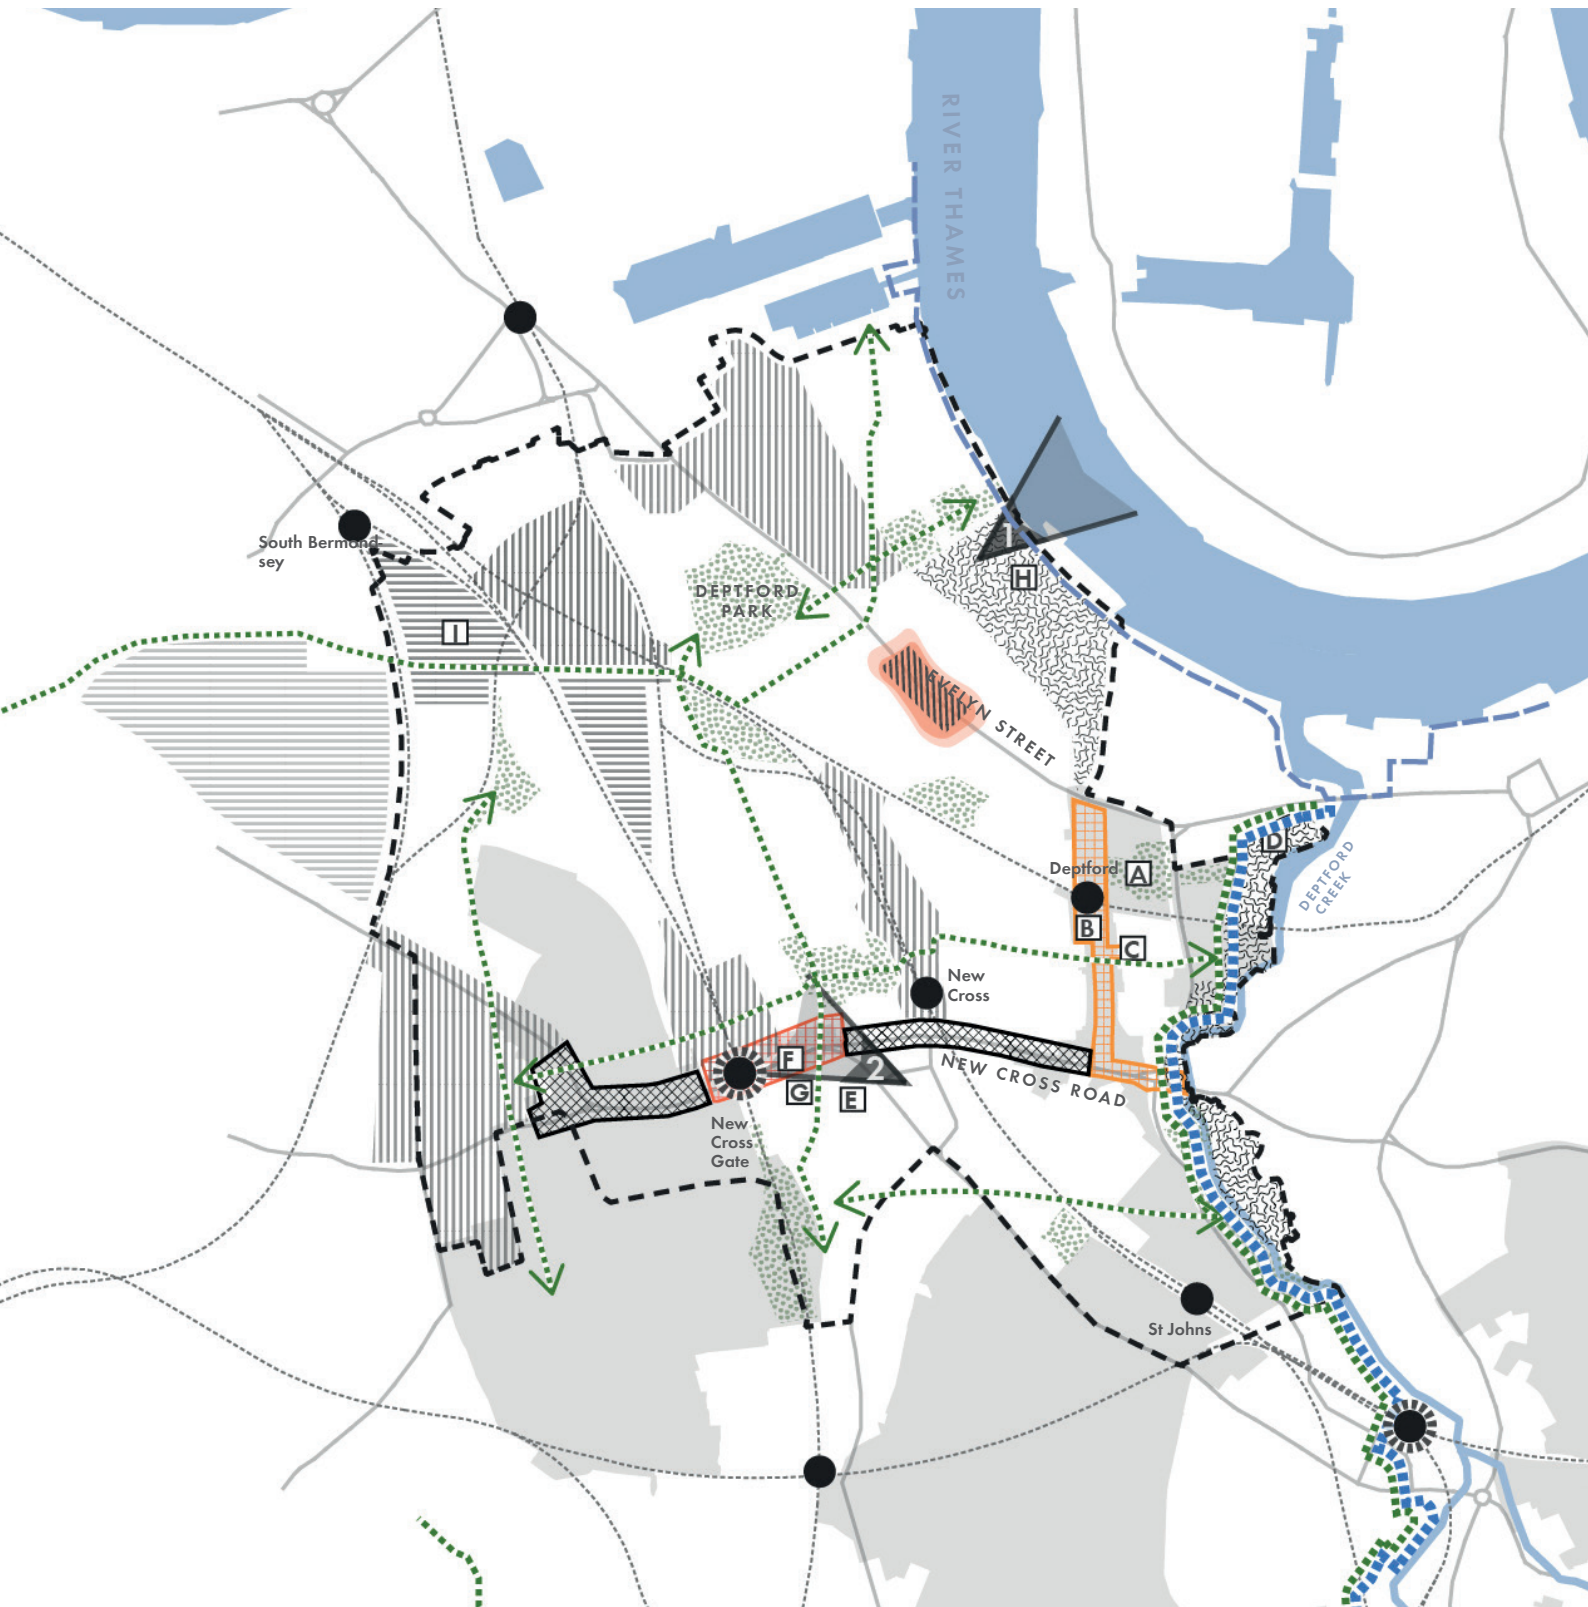 RIVER THAMES
South Bermond-
sey
1
H
DEPTFORD
PARK
I
EVELYN STREET
D
DEPTFORD
CREEK
Deptford
A
B
C
New
Cross
F
2
NEW CROSS ROAD
G
E
New
Cross
Gate
St Johns